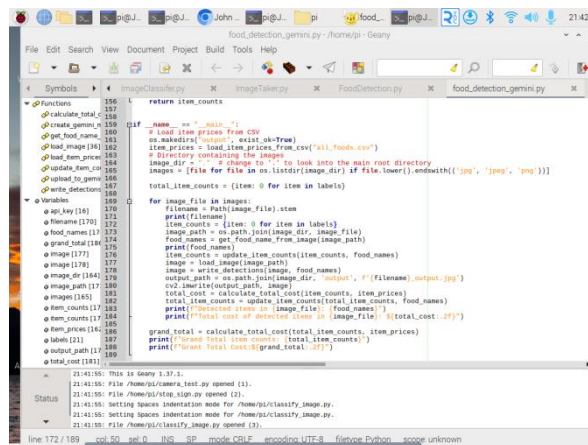 pi@J...
pi@J...
John ...
pi@J...
pi
food_...
pi@J...
21:42
food_detection_gemini.py - /home/pi - Geany
File Edit Search View Document Project Build Tools Help
Symbols
ImageClassifer.py
ImageTaker.py
FoodDetection.py
food_detection_gemini.py
Functions
calculate_total_c
create_gemini_m
get_food_name_
load_image [36]
load_item_prices
update_item_co
upload_to_gemi
write_detections
Variables
api_key [16]
filename [170]
food_names [17
grand_total [186
image [177]
image [178]
image_dir [164]
image_path [17
images [165]
item_counts [17
item_counts [17
item_prices [162
labels [21]
output_path [17
total_cost [181]
156 return item_counts
157
158
159 if __name__ == "__main__":
160 # Load item prices from CSV
161 os.makedirs("output", exist_ok=True)
162 item_prices = load_item_prices_from_csv("all_foods.csv")
163 # Directory containing the images
164 image_dir = '.' # change to '.' to look into the main root directory
165 images = [file for file in os.listdir(image_dir) if file.lower().endswith(('jpg', 'jpeg', 'png'))]
166
167 total_item_counts = {item: 0 for item in labels}
168
169 for image_file in images:
170 filename = Path(image_file).stem
171 print(filename)
172 item_counts = {item: 0 for item in labels}
173 image_path = os.path.join(image_dir, image_file)
174 food_names = get_food_name_from_image(image_path)
175 print(food_names)
176 item_counts = update_item_counts(item_counts, food_names)
177 image = load_image(image_path)
178 image = write_detections(image, food_names)
179 output_path = os.path.join(image_dir, 'output', f'{filename}_output.jpg')
180 cv2.imwrite(output_path, image)
181 total_cost = calculate_total_cost(item_counts, item_prices)
182 total_item_counts = update_item_counts(total_item_counts, food_names)
183 print(f"Detected items in {image_file}: {food_names}")
184 print(f"Total cost of detected items in {image_file}: ${total_cost:.2f}")
185
186 grand_total = calculate_total_cost(total_item_counts, item_prices)
187 print(f"Grand Total item counts: {total_item_counts}")
188 print(f"Grant Total Cost:${grand_total:.2f}")
189
Status
21:41:55: This is Geany 1.37.1.
21:41:55: File /home/pi/camera_test.py opened (1).
21:41:55: File /home/pi/stop_sign.py opened (2).
21:41:55: Setting Spaces indentation mode for /home/pi/classify_image.py.
21:41:55: Setting Spaces indentation mode for /home/pi/classify_image.py.
21:41:55: File /home/pi/classify_image.py opened (3).
line: 172 / 189 col: 50 sel: 0 INS SP mode: CRLF encoding: UTF-8 filetype: Python scope: unknown